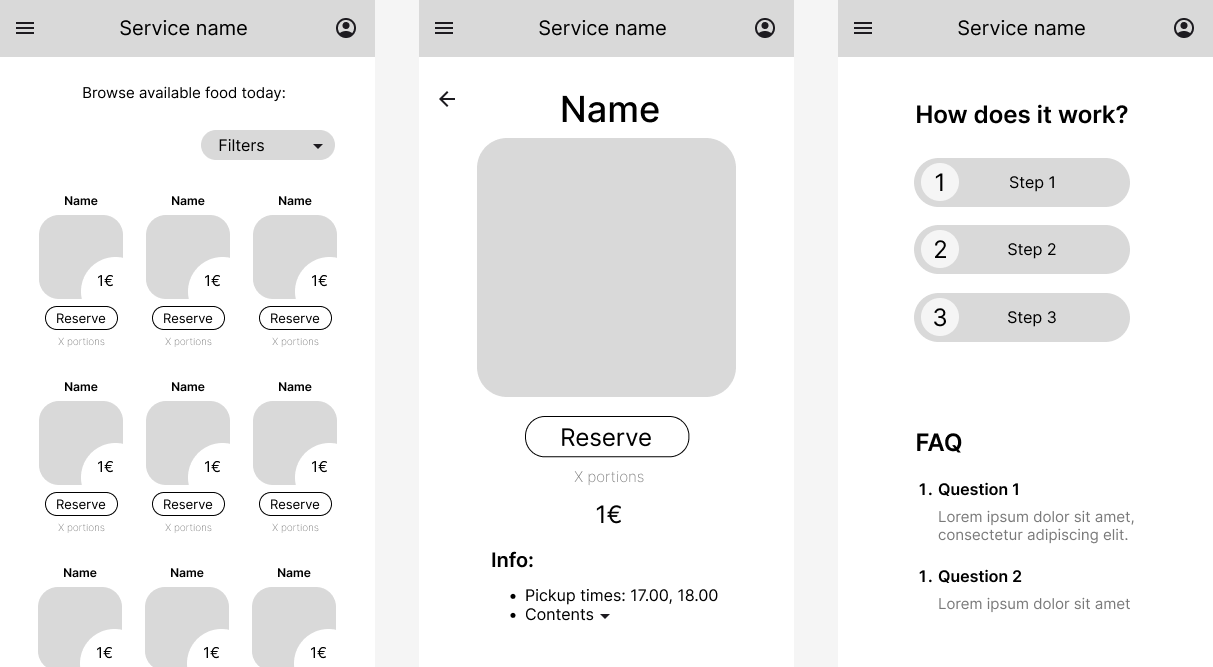 Service name
Browse available food today:
Filters
Name Name Name
1€ 1€ 1€
Reserve Reserve Reserve
X portions X portions X portions
Name Name Name
1€ 1€ 1€
Reserve Reserve Reserve
X portions X portions X portions
Name Name Name
1€ 1€ 1€
Service name
Name
Reserve
X portions
1€
Info:
• Pickup times: 17.00, 18.00
• Contents
Service name
How does it work?
1 Step 1
2 Step 2
3 Step 3
FAQ
1. Question 1
Lorem ipsum dolor sit amet,
consectetur adipiscing elit.
1. Question 2
Lorem ipsum dolor sit amet